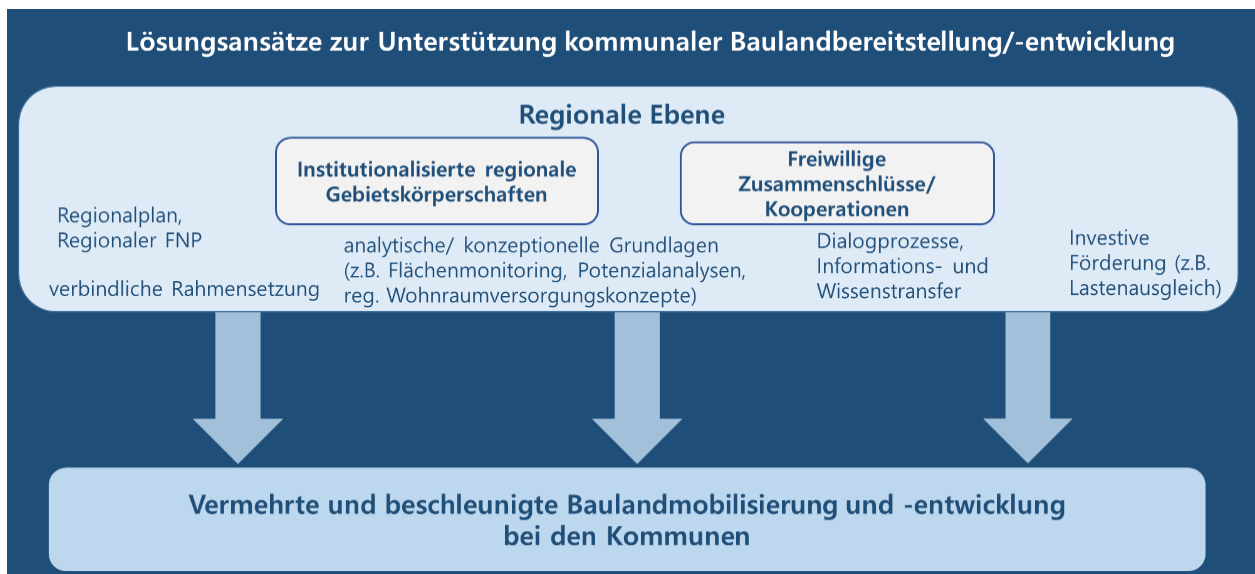 Lösungsansätze zur Unterstützung kommunaler Baulandbereitstellung/-entwicklung
Regionale Ebene
Institutionalisierte regionale
Gebietskörperschaften
Freiwillige
Zusammenschlüsse/
Kooperationen
Regionalplan,
Regionaler FNP
verbindliche Rahmensetzung
analytische/ konzeptionelle Grundlagen
(z.B. Flächenmonitoring, Potenzialanalysen,
reg. Wohnraumversorgungskonzepte)
Dialogprozesse,
Informations- und
Wissenstransfer
Investive
Förderung (z.B.
Lastenausgleich)
Vermehrte und beschleunigte Baulandmobilisierung und -entwicklung
bei den Kommunen